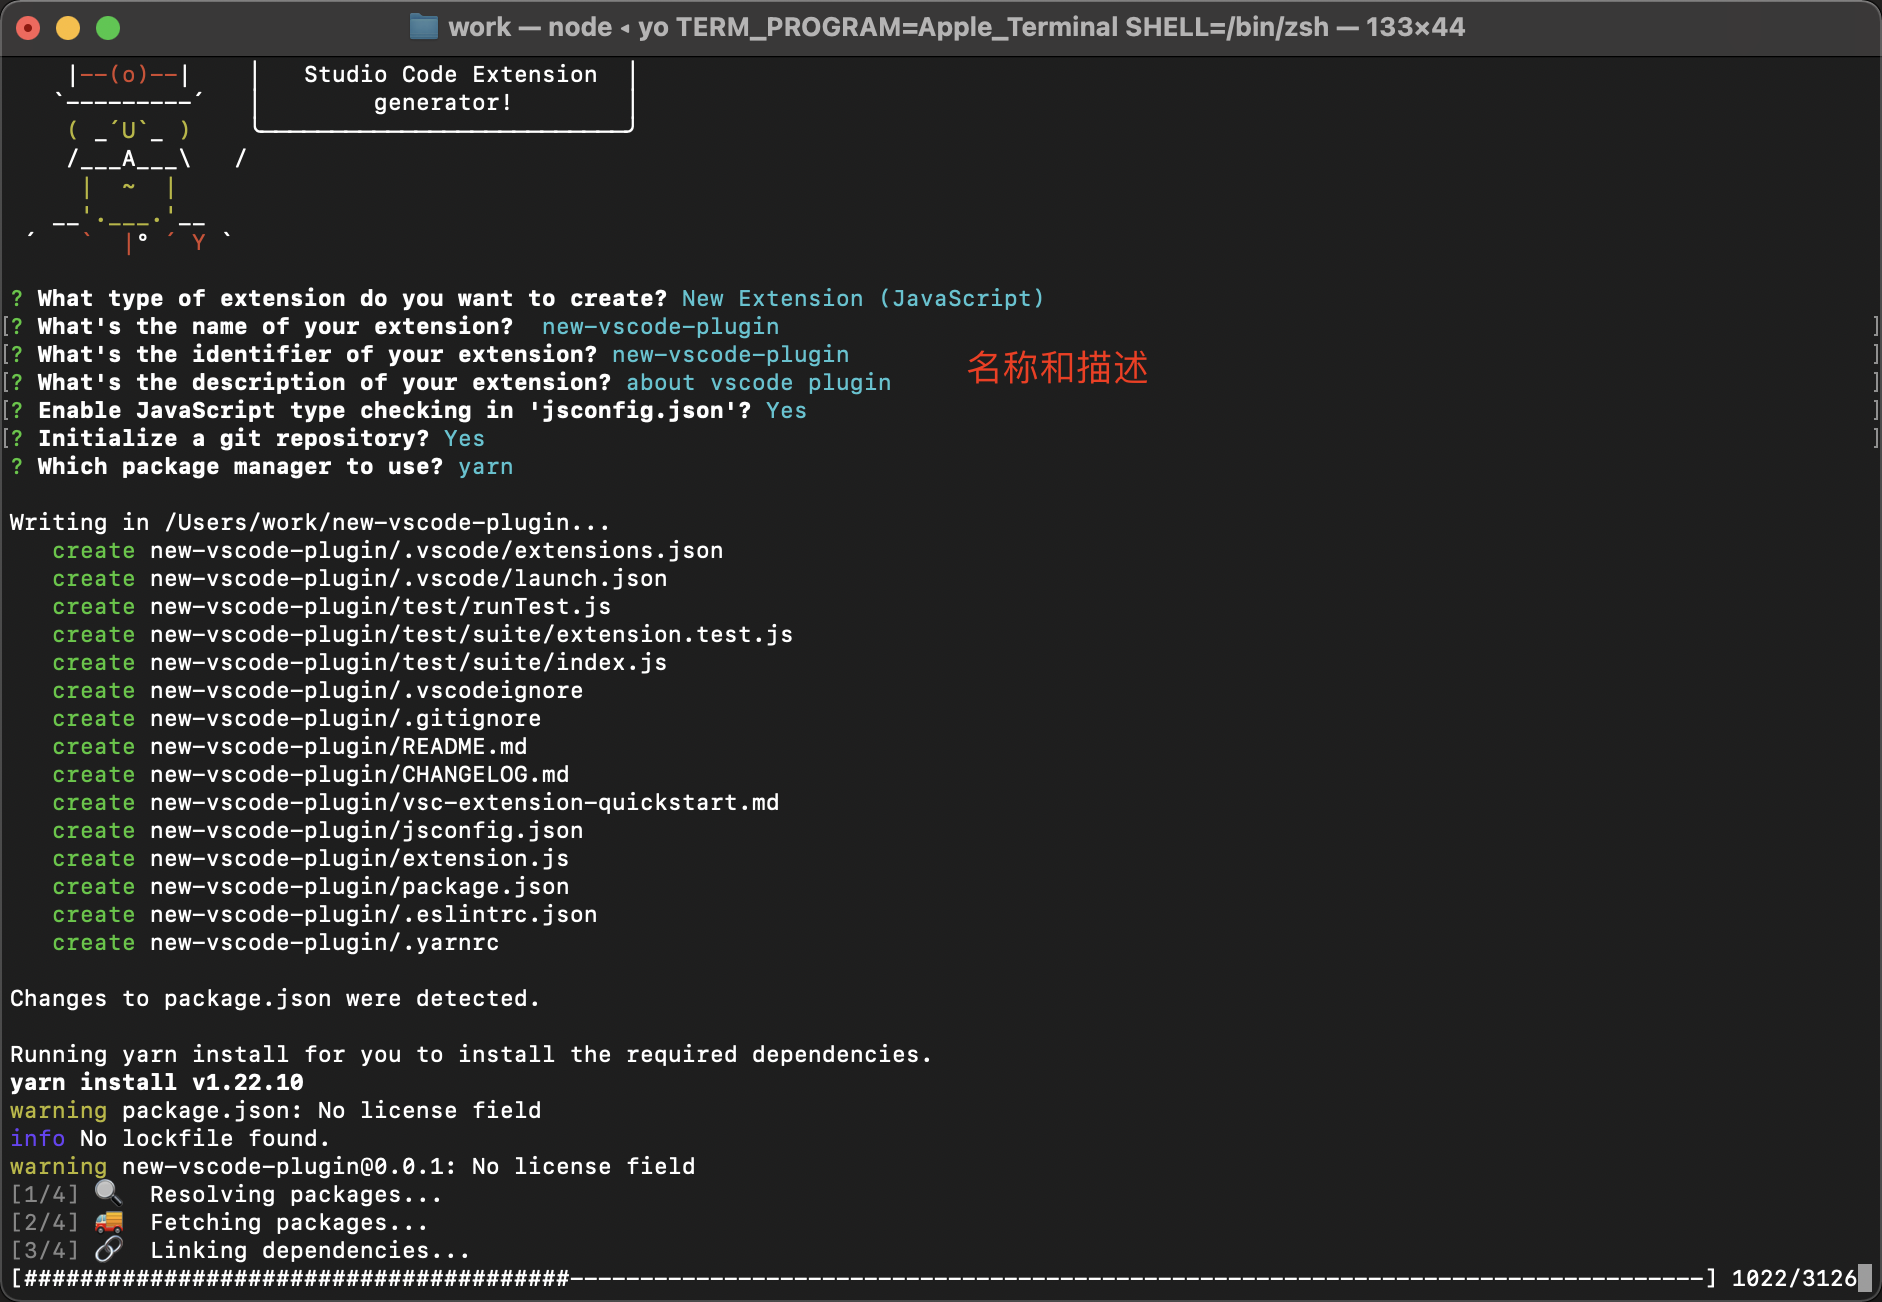 work — node ◂ yo TERM_PROGRAM=Apple_Terminal SHELL=/bin/zsh — 133×44
    |--(o)--|    │   Studio Code Extension  │
   `---------´   │        generator!        │
    ( _´U`_ )    ╰──────────────────────────╯
    /___A___\   /
     |  ~  |
   __'.___.'__
 ´   `  |° ´ Y `
? What type of extension do you want to create? New Extension (JavaScript)
[? What's the name of your extension?  new-vscode-plugin ]
[? What's the identifier of your extension? new-vscode-plugin ]
名称和描述
[? What's the description of your extension? about vscode plugin ]
[? Enable JavaScript type checking in 'jsconfig.json'? Yes ]
[? Initialize a git repository? Yes ]
? Which package manager to use? yarn
Writing in /Users/work/new-vscode-plugin...
   create new-vscode-plugin/.vscode/extensions.json
   create new-vscode-plugin/.vscode/launch.json
   create new-vscode-plugin/test/runTest.js
   create new-vscode-plugin/test/suite/extension.test.js
   create new-vscode-plugin/test/suite/index.js
   create new-vscode-plugin/.vscodeignore
   create new-vscode-plugin/.gitignore
   create new-vscode-plugin/README.md
   create new-vscode-plugin/CHANGELOG.md
   create new-vscode-plugin/vsc-extension-quickstart.md
   create new-vscode-plugin/jsconfig.json
   create new-vscode-plugin/extension.js
   create new-vscode-plugin/package.json
   create new-vscode-plugin/.eslintrc.json
   create new-vscode-plugin/.yarnrc
Changes to package.json were detected.
Running yarn install for you to install the required dependencies.
yarn install v1.22.10
warning package.json: No license field
info No lockfile found.
warning new-vscode-plugin@0.0.1: No license field
[1/4] 🔍  Resolving packages...
[2/4] 🚚  Fetching packages...
[3/4] 🔗  Linking dependencies...
[#######################################---------------------------------------------------------------------------------] 1022/3126